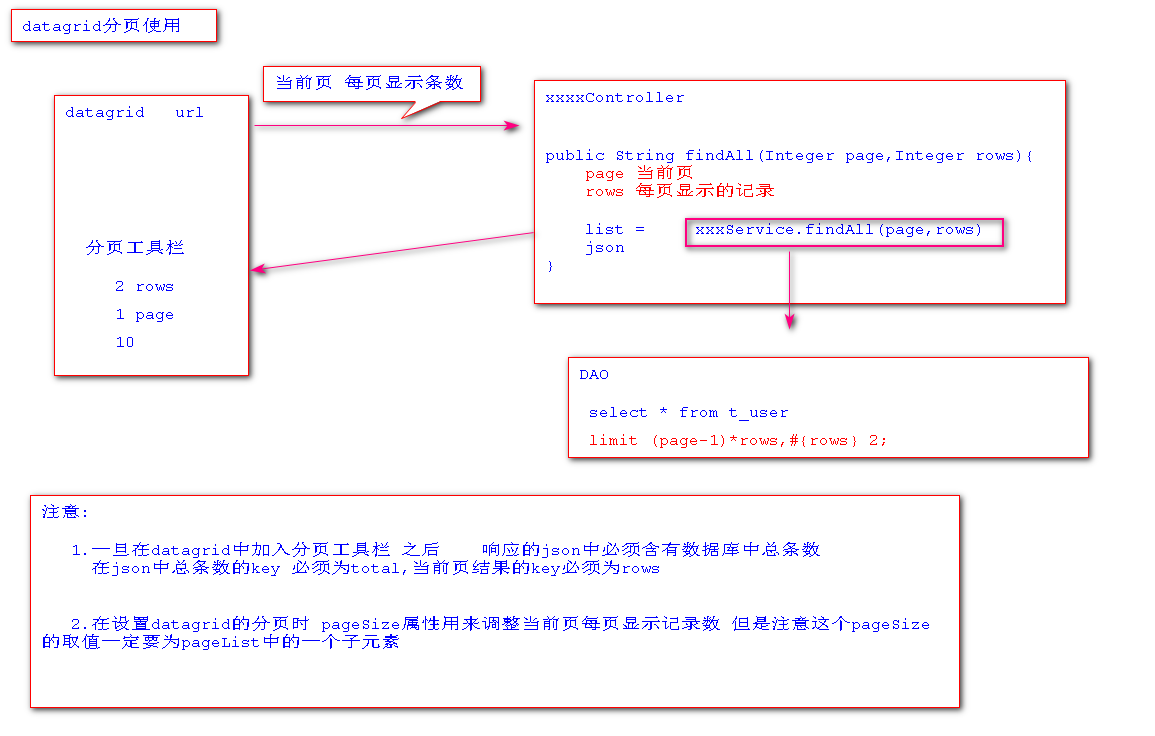 datagrid分页使用
当前页 每页显示条数
datagrid url
分页工具栏
2 rows
1 page
10
xxxxController
public String findAll(Integer page,Integer rows){
page 当前页
rows 每页显示的记录
list = xxxService.findAll(page,rows)
json
}
DAO
select * from t_user
limit (page-1)*rows,#{rows} 2;
注意:
1.一旦在datagrid中加入分页工具栏 之后 响应的json中必须含有数据库中总条数
在json中总条数的key 必须为total,当前页结果的key必须为rows
2.在设置datagrid的分页时 pageSize属性用来调整当前页每页显示记录数 但是注意这个pageSize
的取值一定要为pageList中的一个子元素